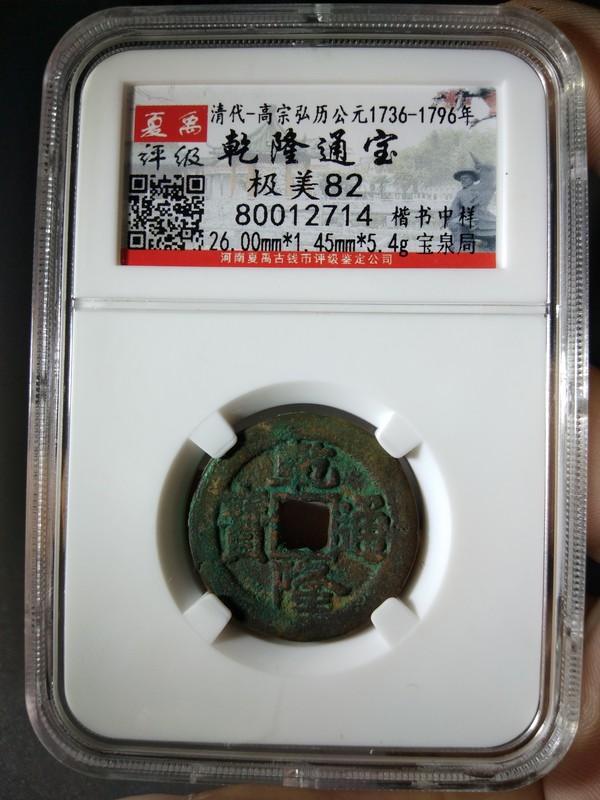 清代-高宗弘历公元1736-1796年
夏禹
评级
乾隆通宝
极美82
80012714 楷书中祥
26.00mm*1.45mm*5.4g 宝泉局
河南夏禹古钱币评级鉴定公司
乾隆通寶